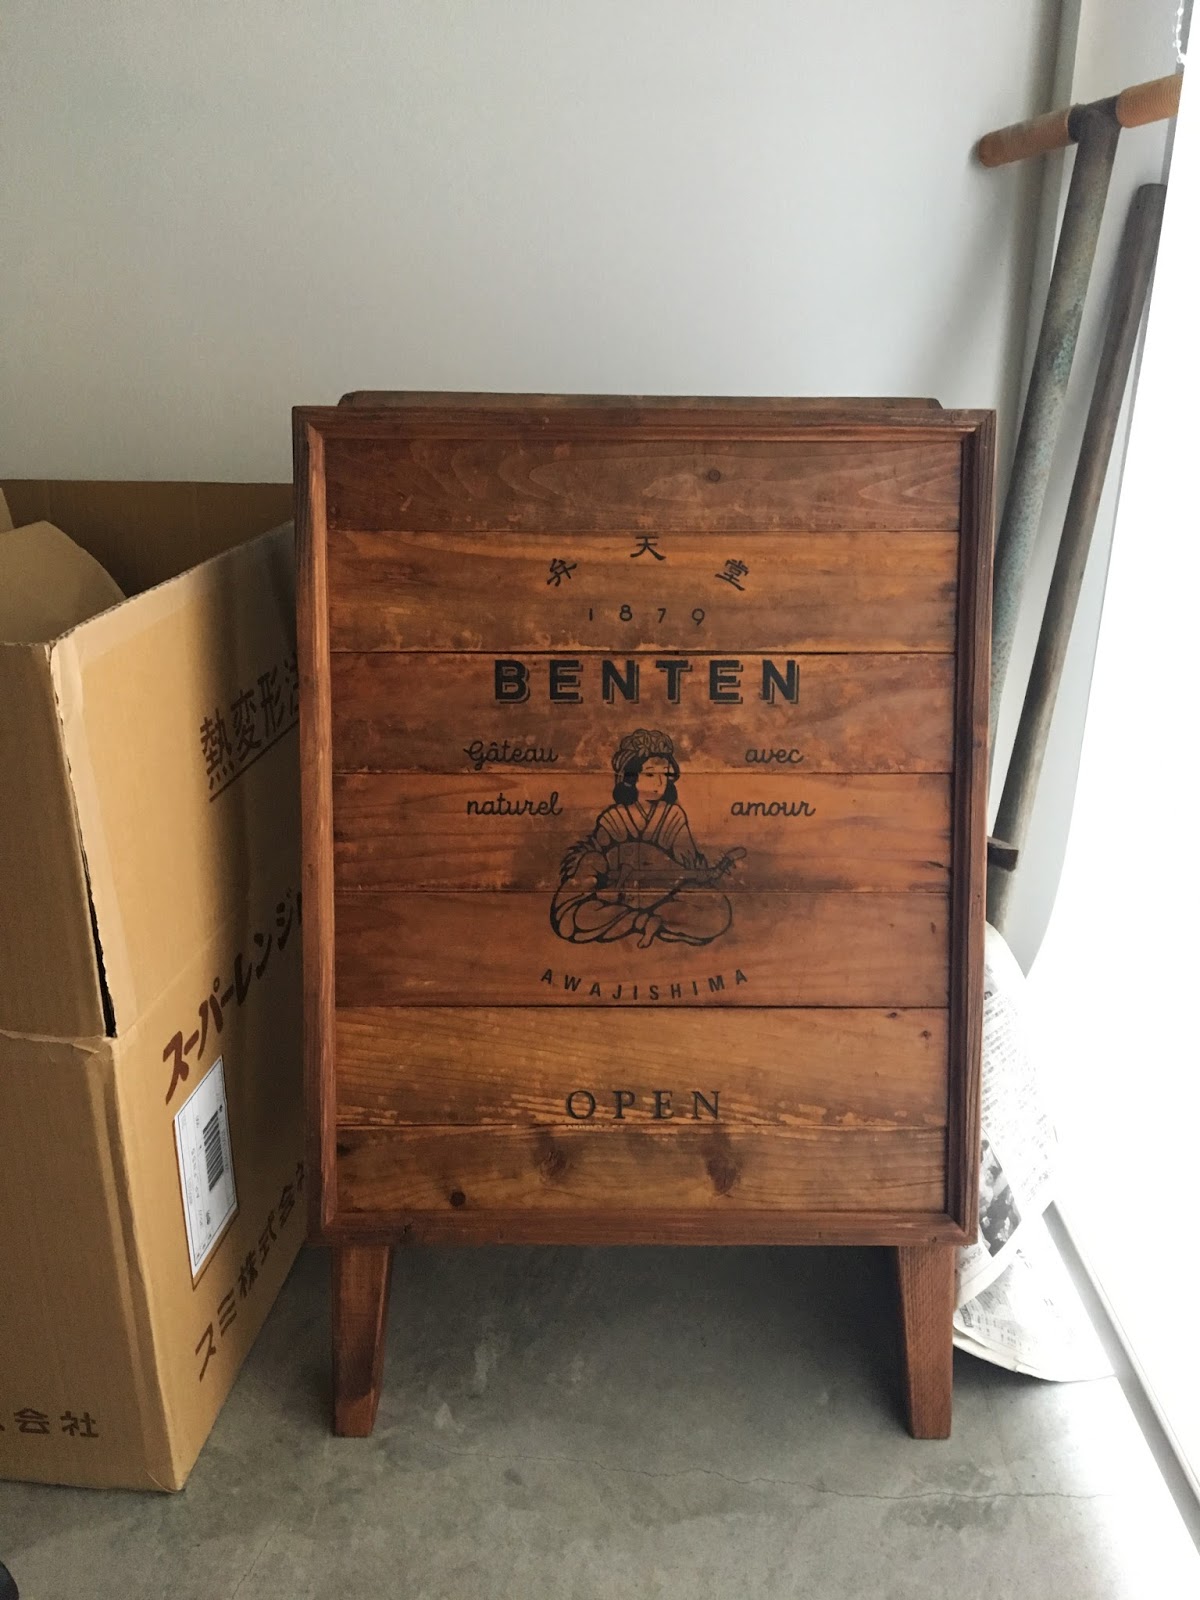 弁天堂
1879
BENTEN
Gâteau avec
naturel amour
AWAJISHIMA
OPEN
熱変形
スーパーレンジ
スミ株式会
会社